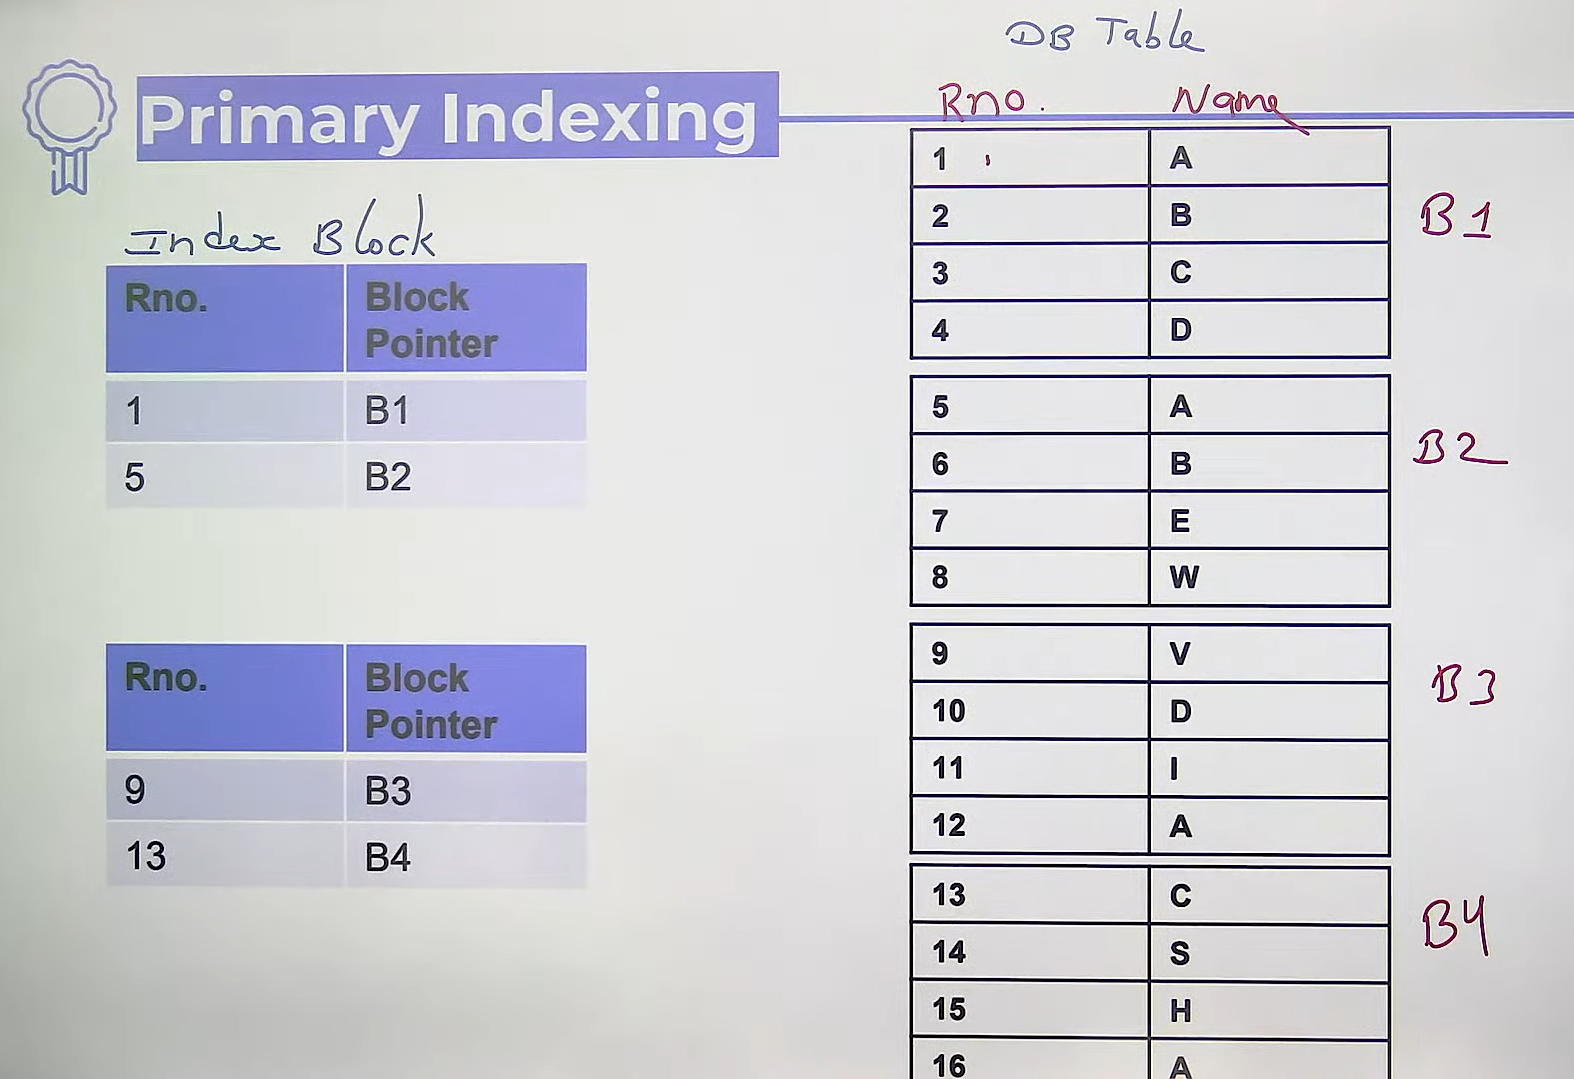 DB Table
Primary Indexing
Rno. Name
Index Block
Rno. Block Pointer
1 B1
5 B2
Rno. Block Pointer
9 B3
13 B4
1 A
2 B
3 C
4 D
B1
5 A
6 B
7 E
8 W
B2
9 V
10 D
11 I
12 A
B3
13 C
14 S
15 H
16 A
B4